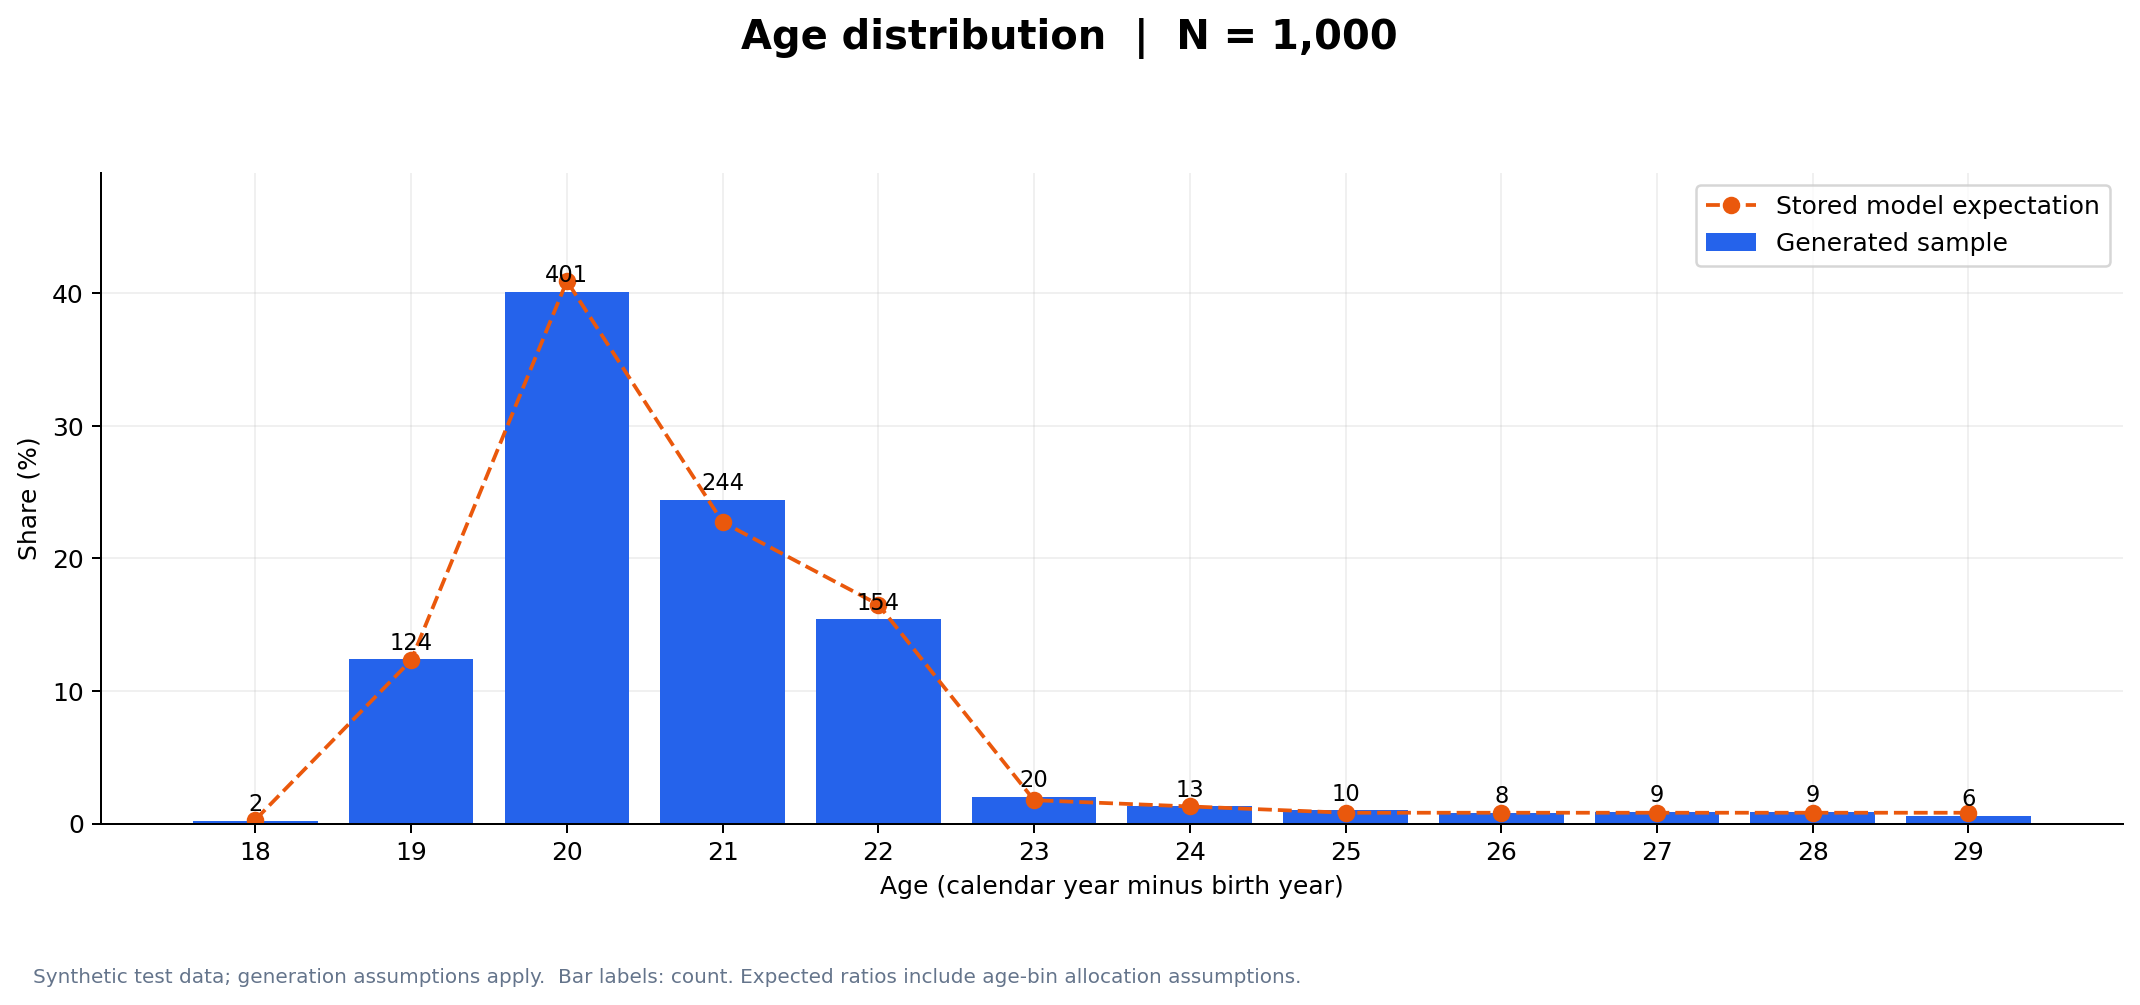 Age distribution | N = 1,000
Stored model expectation
Generated sample
Share (%)
40
30
20
10
0
2
124
401
244
154
20
13
10
8
9
9
6
18 19 20 21 22 23 24 25 26 27 28 29
Age (calendar year minus birth year)
Synthetic test data; generation assumptions apply. Bar labels: count. Expected ratios include age-bin allocation assumptions.